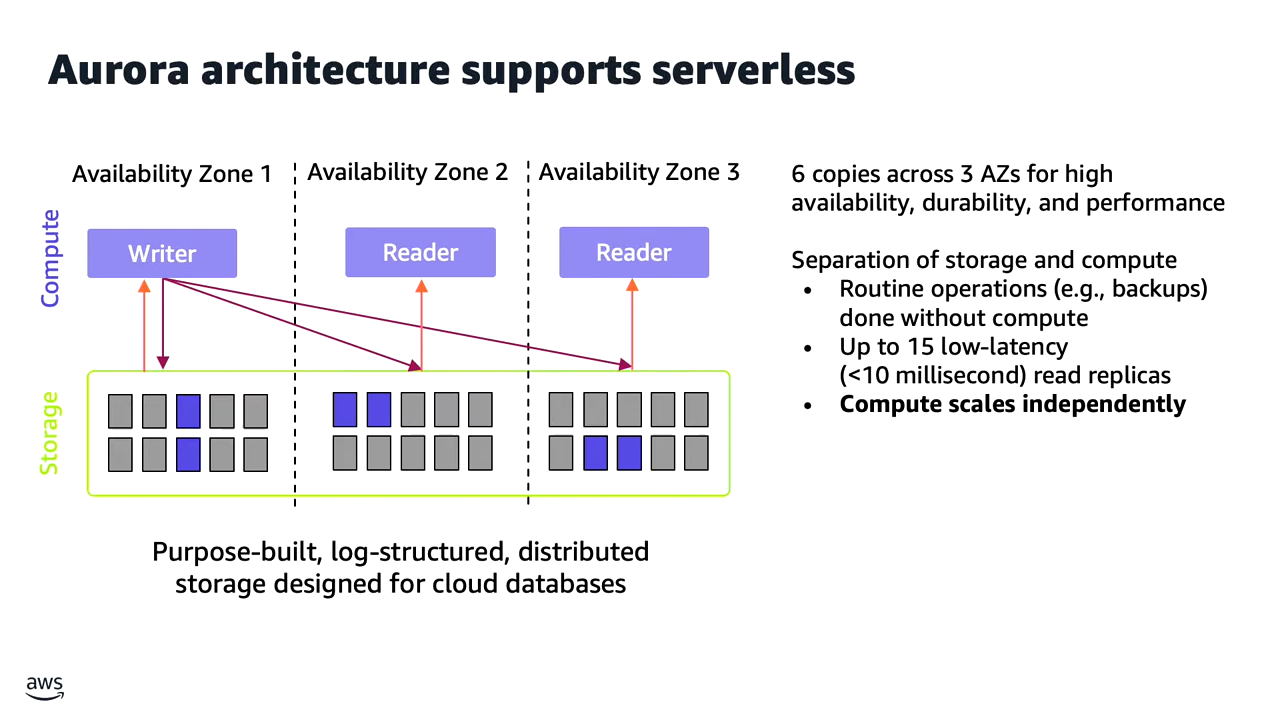 Aurora architecture supports serverless
Availability Zone 1
Availability Zone 2
Availability Zone 3
Compute
Writer
Reader
Reader
Storage
Purpose-built, log-structured, distributed
storage designed for cloud databases
6 copies across 3 AZs for high
availability, durability, and performance
Separation of storage and compute
• Routine operations (e.g., backups)
done without compute
• Up to 15 low-latency
(<10 millisecond) read replicas
• Compute scales independently
aws